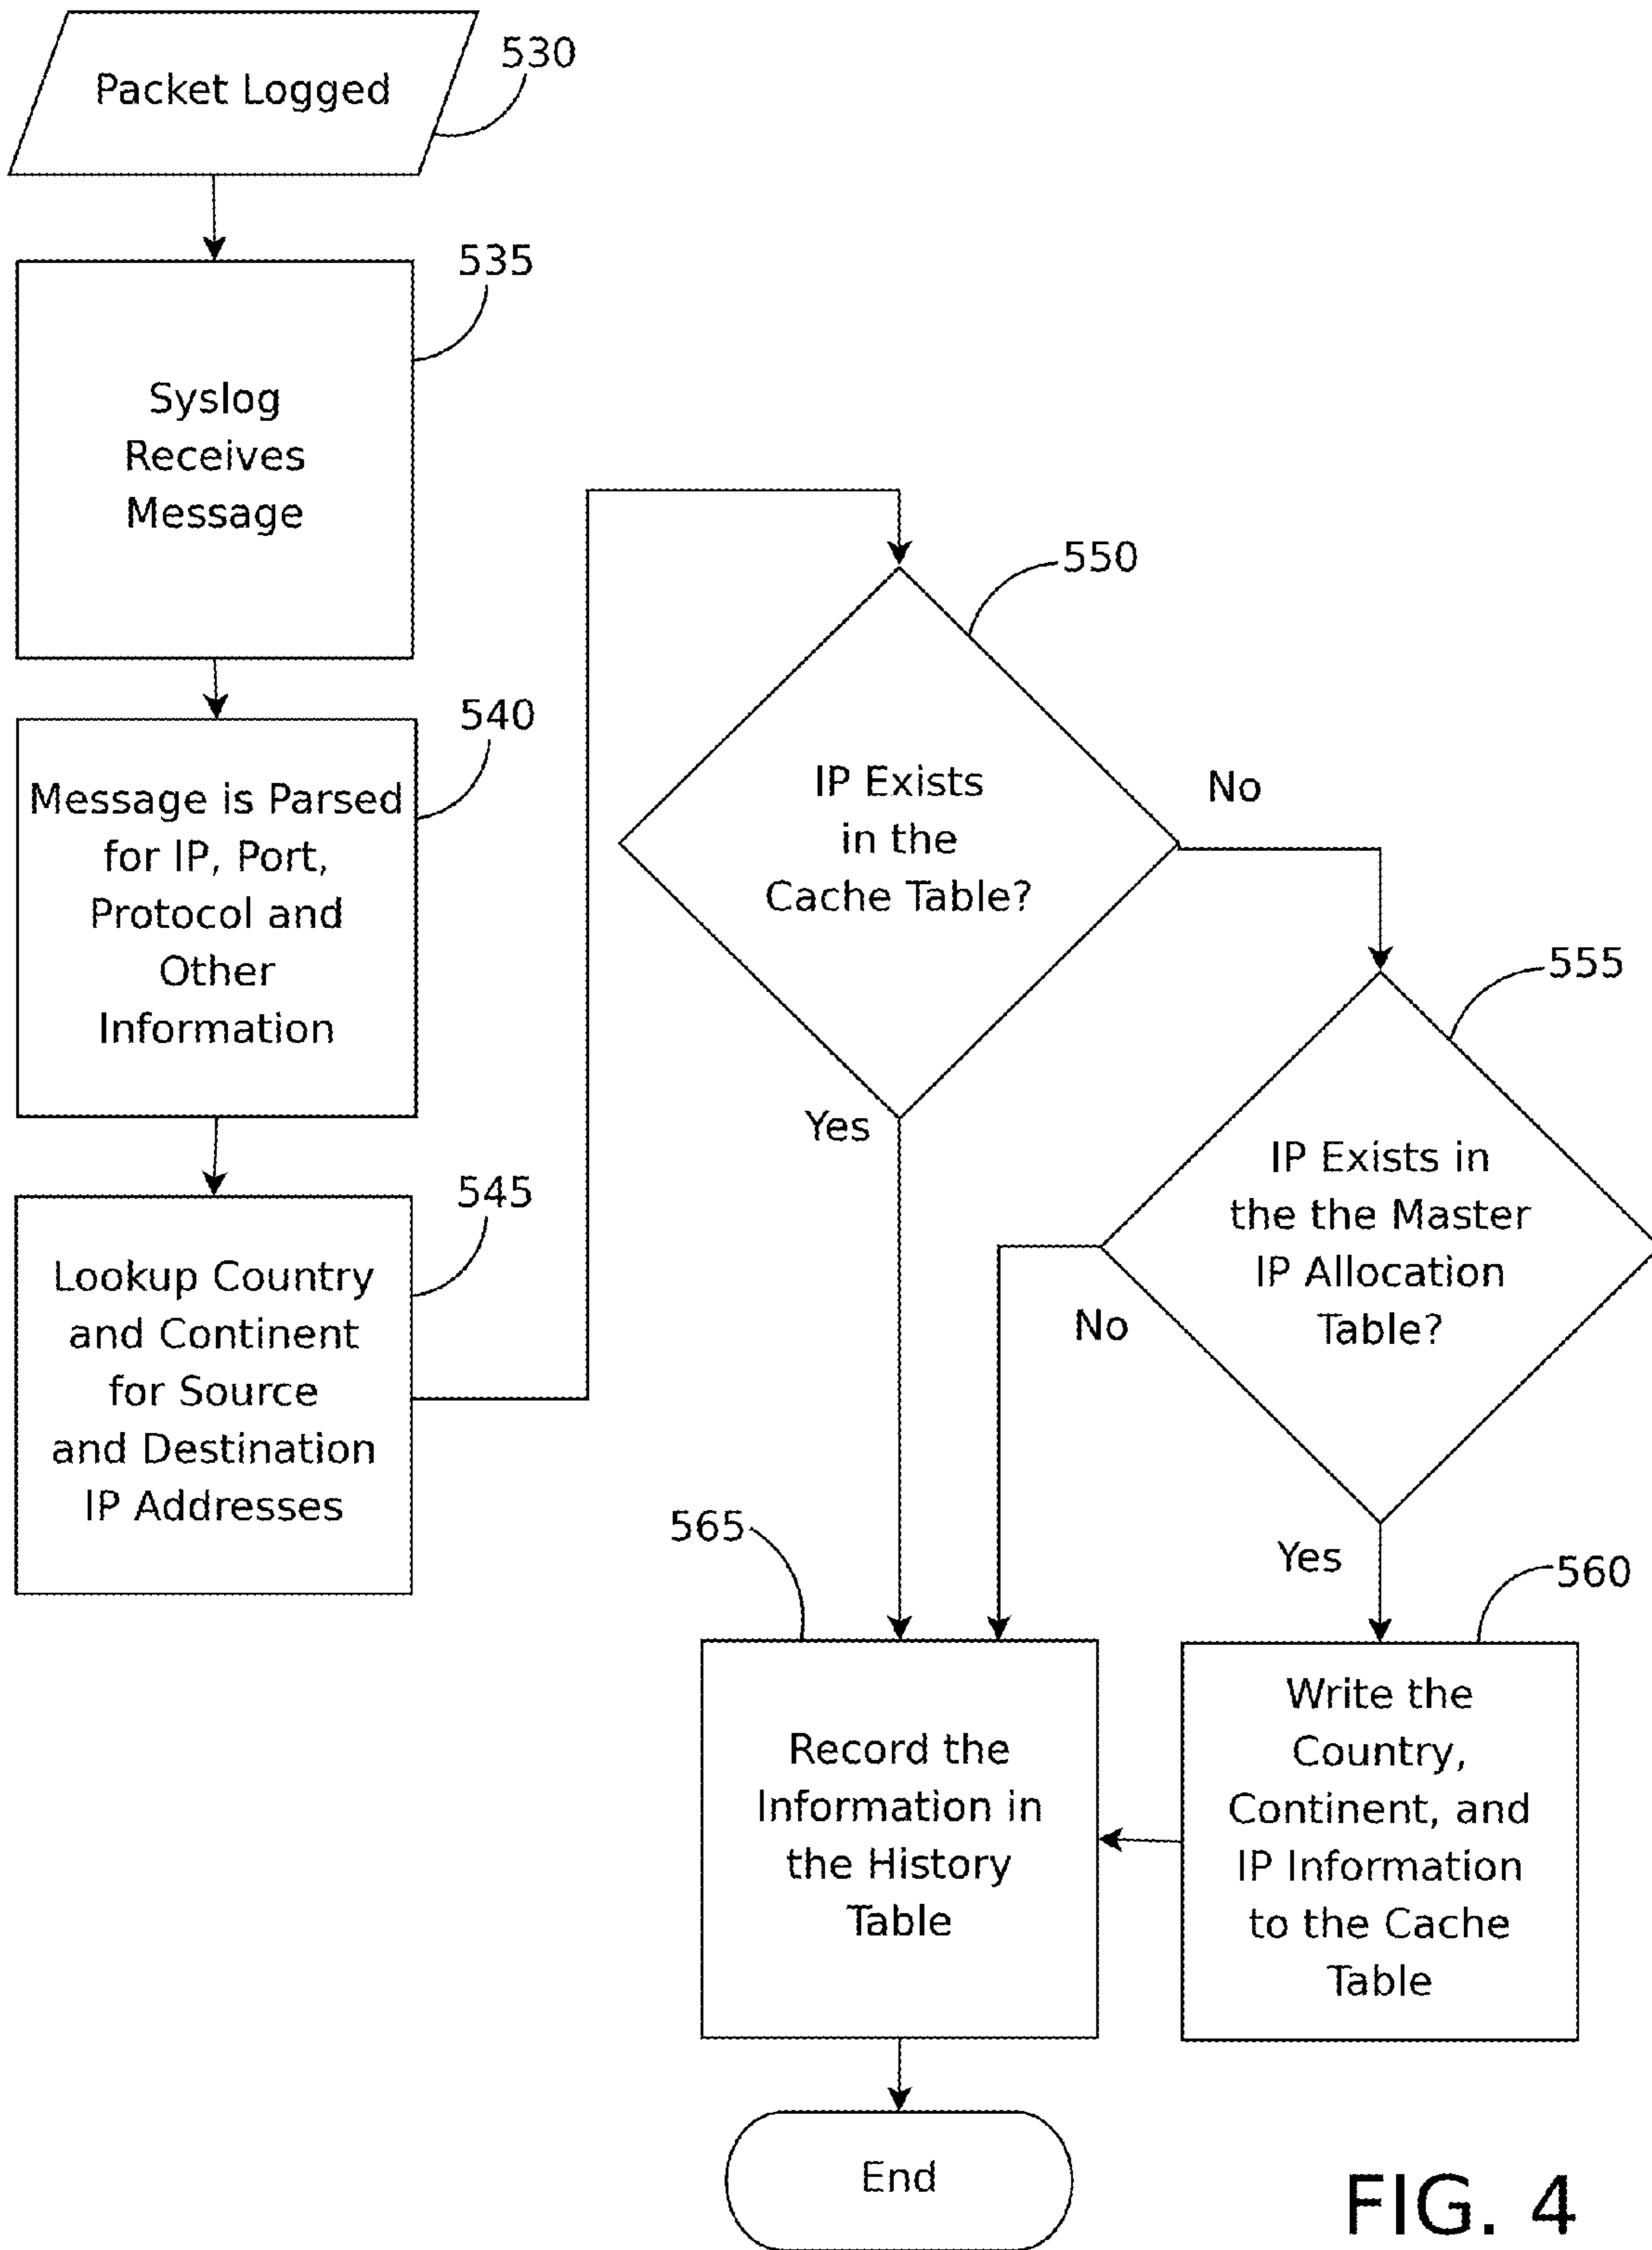 Packet Logged
530
Syslog
Receives
Message
535
Message is Parsed
for IP, Port,
Protocol and
Other
Information
540
Lookup Country
and Continent
for Source
and Destination
IP Addresses
545
IP Exists
in the
Cache Table?
550
No
Yes
IP Exists in
the the Master
IP Allocation
Table?
555
No
Yes
565
Record the
Information in
the History
Table
560
Write the
Country,
Continent, and
IP Information
to the Cache
Table
End
FIG. 4